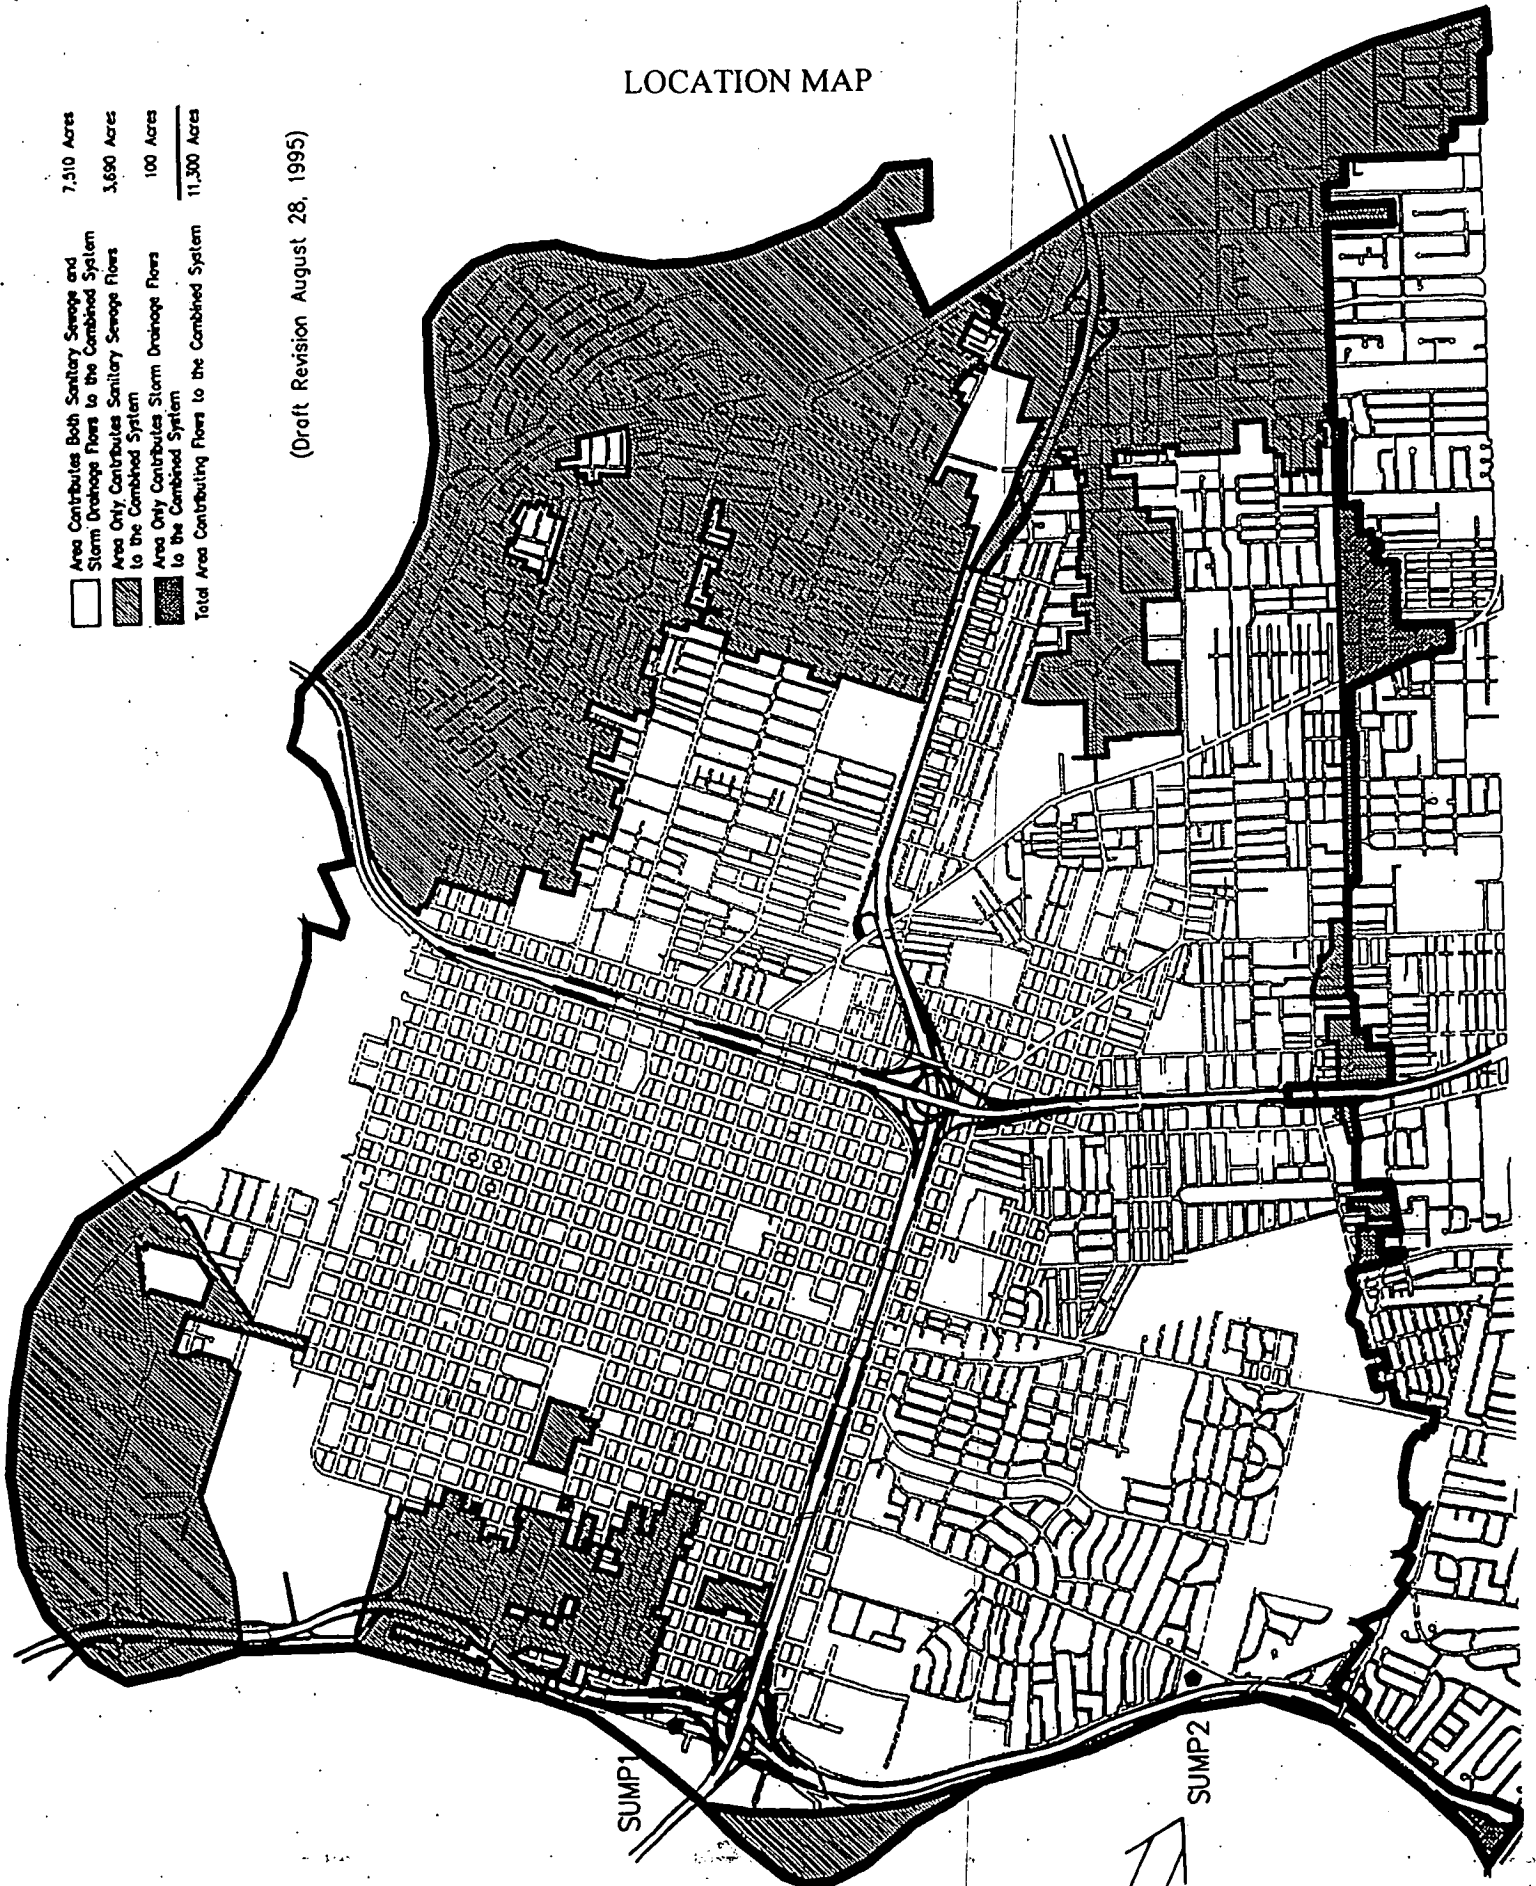 LOCATION MAP
Area Contributes Both Sanitary Sewage and
Storm Drainage Flows to the Combined System
7,510 Acres
Area Only Contributes Sanitary Sewage Flows
to the Combined System
3,690 Acres
Area Only Contributes Storm Drainage Flows
to the Combined System
100 Acres
Total Area Contributing Flows to the Combined System
11,300 Acres
(Draft Revision August 28, 1995)
SUMP1
SUMP2